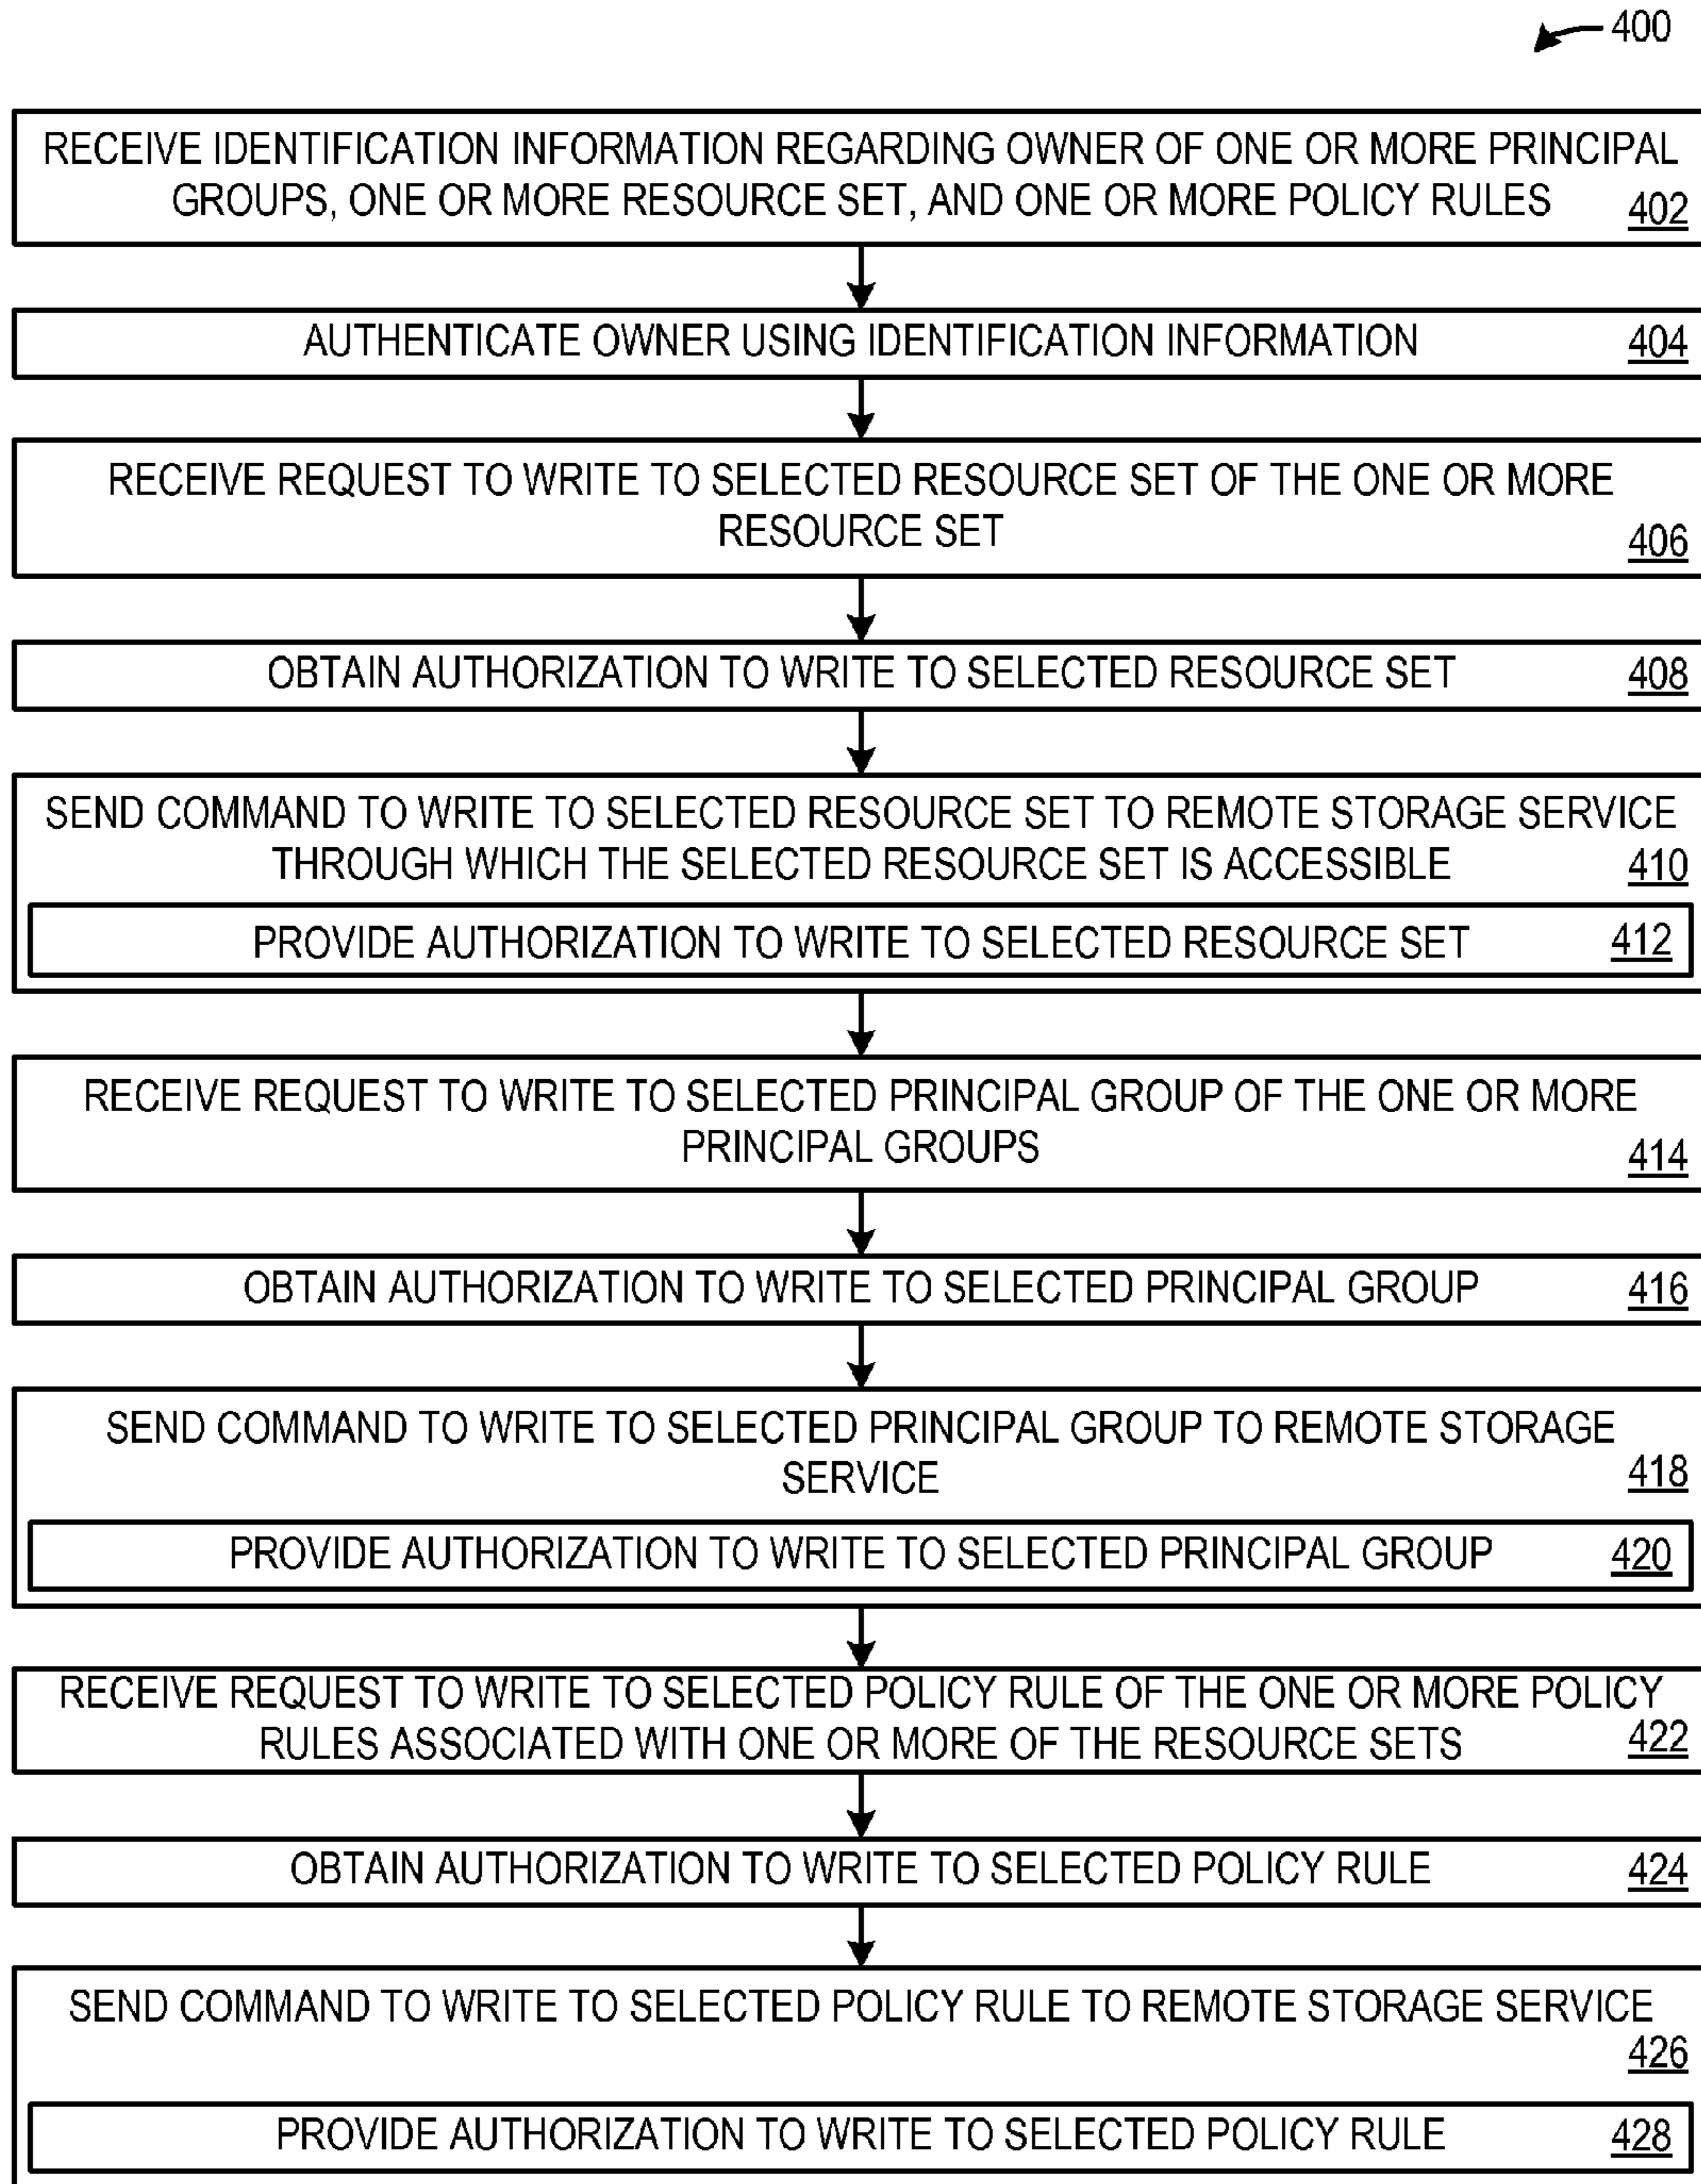 400
RECEIVE IDENTIFICATION INFORMATION REGARDING OWNER OF ONE OR MORE PRINCIPAL
GROUPS, ONE OR MORE RESOURCE SET, AND ONE OR MORE POLICY RULES
402
AUTHENTICATE OWNER USING IDENTIFICATION INFORMATION
404
RECEIVE REQUEST TO WRITE TO SELECTED RESOURCE SET OF THE ONE OR MORE
RESOURCE SET
406
OBTAIN AUTHORIZATION TO WRITE TO SELECTED RESOURCE SET
408
SEND COMMAND TO WRITE TO SELECTED RESOURCE SET TO REMOTE STORAGE SERVICE
THROUGH WHICH THE SELECTED RESOURCE SET IS ACCESSIBLE
410
PROVIDE AUTHORIZATION TO WRITE TO SELECTED RESOURCE SET
412
RECEIVE REQUEST TO WRITE TO SELECTED PRINCIPAL GROUP OF THE ONE OR MORE
PRINCIPAL GROUPS
414
OBTAIN AUTHORIZATION TO WRITE TO SELECTED PRINCIPAL GROUP
416
SEND COMMAND TO WRITE TO SELECTED PRINCIPAL GROUP TO REMOTE STORAGE
SERVICE
418
PROVIDE AUTHORIZATION TO WRITE TO SELECTED PRINCIPAL GROUP
420
RECEIVE REQUEST TO WRITE TO SELECTED POLICY RULE OF THE ONE OR MORE POLICY
RULES ASSOCIATED WITH ONE OR MORE OF THE RESOURCE SETS
422
OBTAIN AUTHORIZATION TO WRITE TO SELECTED POLICY RULE
424
SEND COMMAND TO WRITE TO SELECTED POLICY RULE TO REMOTE STORAGE SERVICE
426
PROVIDE AUTHORIZATION TO WRITE TO SELECTED POLICY RULE
428